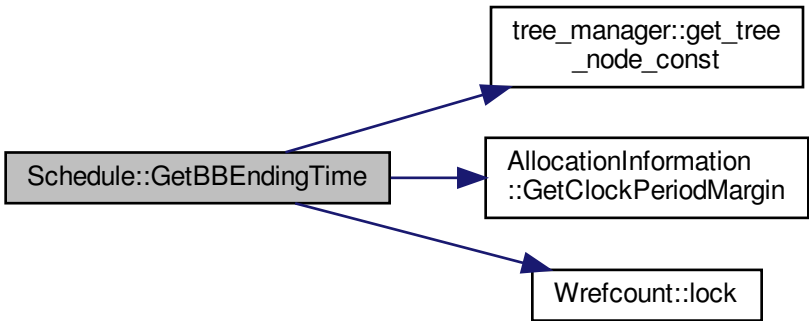 tree_manager::get_tree
_node_const
Schedule::GetBBEndingTime
AllocationInformation
::GetClockPeriodMargin
Wrefcount::lock